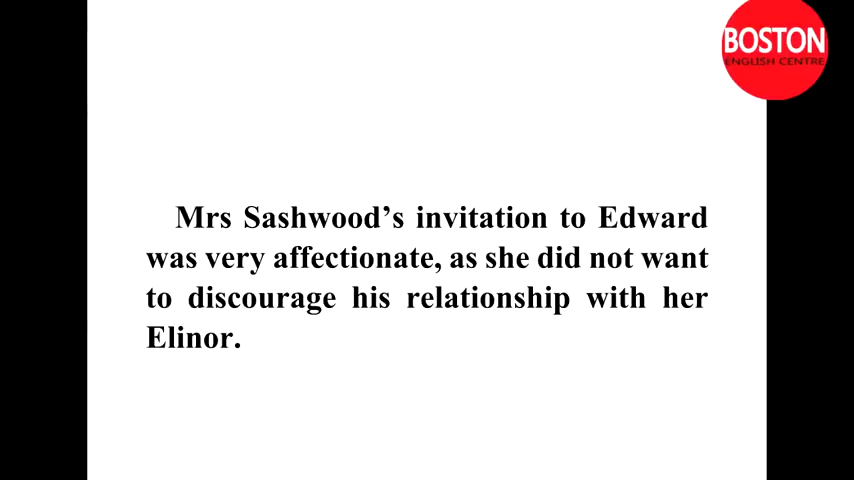 BOSTON
ENGLISH CENTRE
Mrs Sashwood's invitation to Edward
was very affectionate, as she did not want
to discourage his relationship with her
Elinor.